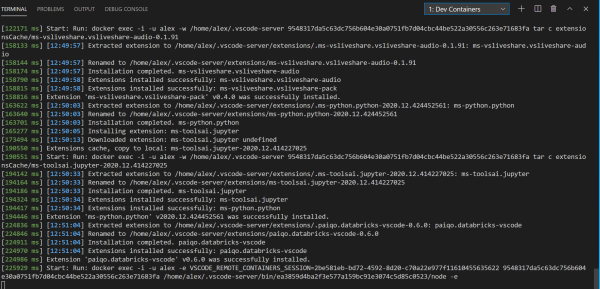 TERMINAL PROBLEMS OUTPUT DEBUG CONSOLE 1: Dev Containers
[122171 ms] Start: Run: docker exec -i -u alex -w /home/alex/.vscode-server 9548317da5c63dc756b604e30a0751fb7d04cbc44be522a30556c263e71683fa tar c extensio
nsCache/ms-vsliveshare.vsliveshare-audio-0.1.91
[158133 ms] [12:49:57] Extracted extension to /home/alex/.vscode-server/extensions/.ms-vsliveshare.vsliveshare-audio-0.1.91: ms-vsliveshare.vsliveshare-aud
io
[158144 ms] [12:49:57] Renamed to /home/alex/.vscode-server/extensions/ms-vsliveshare.vsliveshare-audio-0.1.91
[158174 ms] [12:49:57] Installation completed. ms-vsliveshare.vsliveshare-audio
[158790 ms] [12:49:58] Extensions installed successfully: ms-vsliveshare.vsliveshare-audio
[158815 ms] [12:49:58] Extensions installed successfully: ms-vsliveshare.vsliveshare-pack
[158816 ms] Extension 'ms-vsliveshare.vsliveshare-pack' v0.4.0 was successfully installed.
[163622 ms] [12:50:03] Extracted extension to /home/alex/.vscode-server/extensions/.ms-python.python-2020.12.424452561: ms-python.python
[163640 ms] [12:50:03] Renamed to /home/alex/.vscode-server/extensions/ms-python.python-2020.12.424452561
[163701 ms] [12:50:03] Installation completed. ms-python.python
[165277 ms] [12:50:05] Installing extension: ms-toolsai.jupyter
[173494 ms] [12:50:13] Downloaded extension: ms-toolsai.jupyter undefined
[190550 ms] Extensions cache, copy to local: ms-toolsai.jupyter-2020.12.414227025
[190551 ms] Start: Run: docker exec -i -u alex -w /home/alex/.vscode-server 9548317da5c63dc756b604e30a0751fb7d04cbc44be522a30556c263e71683fa tar c extensio
nsCache/ms-toolsai.jupyter-2020.12.414227025
[194142 ms] [12:50:33] Extracted extension to /home/alex/.vscode-server/extensions/.ms-toolsai.jupyter-2020.12.414227025: ms-toolsai.jupyter
[194164 ms] [12:50:33] Renamed to /home/alex/.vscode-server/extensions/ms-toolsai.jupyter-2020.12.414227025
[194186 ms] [12:50:33] Installation completed. ms-toolsai.jupyter
[194324 ms] [12:50:34] Extensions installed successfully: ms-toolsai.jupyter
[194417 ms] [12:50:34] Extensions installed successfully: ms-python.python
[194446 ms] Extension 'ms-python.python' v2020.12.424452561 was successfully installed.
[224836 ms] [12:51:04] Extracted extension to /home/alex/.vscode-server/extensions/.paiqo.databricks-vscode-0.6.0: paiqo.databricks-vscode
[224846 ms] [12:51:04] Renamed to /home/alex/.vscode-server/extensions/paiqo.databricks-vscode-0.6.0
[224911 ms] [12:51:04] Installation completed. paiqo.databricks-vscode
[224970 ms] [12:51:04] Extensions installed successfully: paiqo.databricks-vscode
[224986 ms] Extension 'paiqo.databricks-vscode' v0.6.0 was successfully installed.
[225929 ms] Start: Run: docker exec -i -u alex -e VSCODE_REMOTE_CONTAINERS_SESSION=2be581eb-bd72-4592-8d20-c70a22e977f11610455635622 9548317da5c63dc756b604
e30a0751fb7d04cbc44be522a30556c263e71683fa /home/alex/.vscode-server/bin/ea3859d4ba2f3e577a159bc91e3074c5d85c0523/node -e